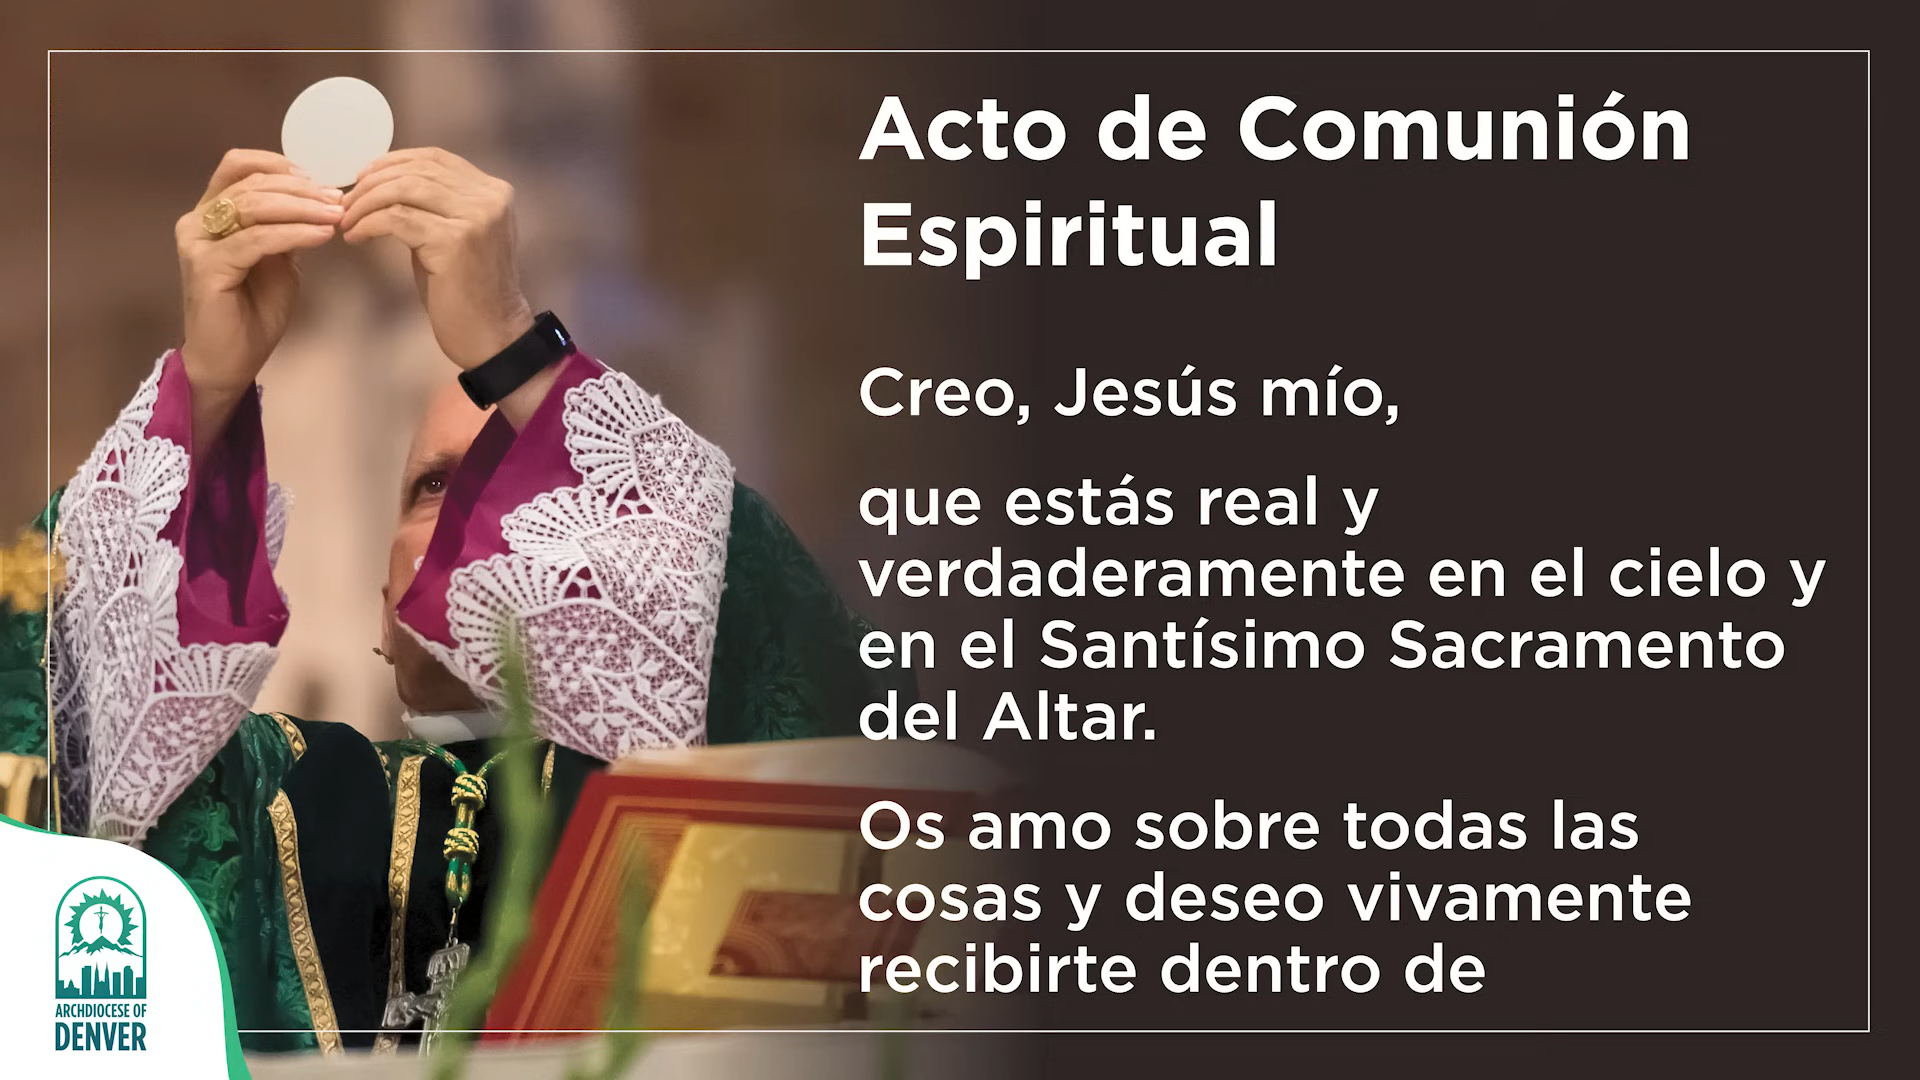 Acto de Comunión
Espiritual
Creo, Jesús mío,
que estás real y
verdaderamente en el cielo y
en el Santísimo Sacramento
del Altar.
Os amo sobre todas las
cosas y deseo vivamente
recibirte dentro de
ARCHDIOCESE OF
DENVER